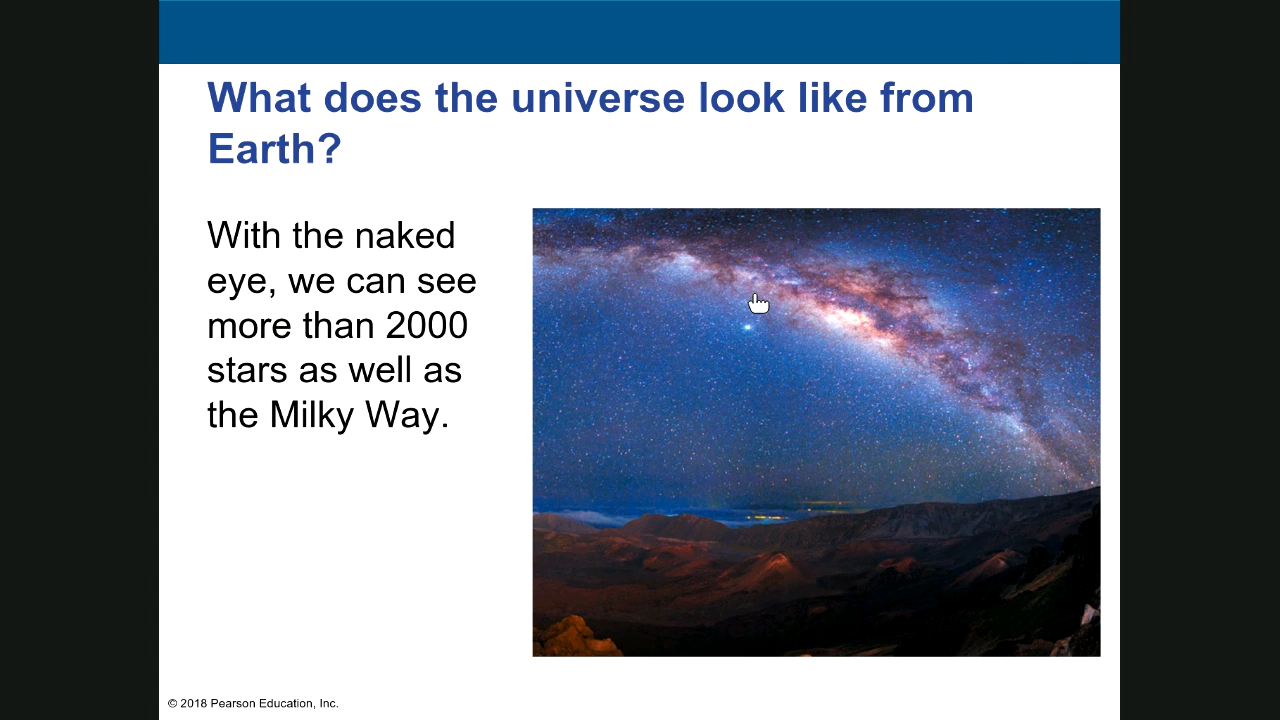 What does the universe look like from
Earth?
With the naked
eye, we can see
more than 2000
stars as well as
the Milky Way.
© 2018 Pearson Education, Inc.